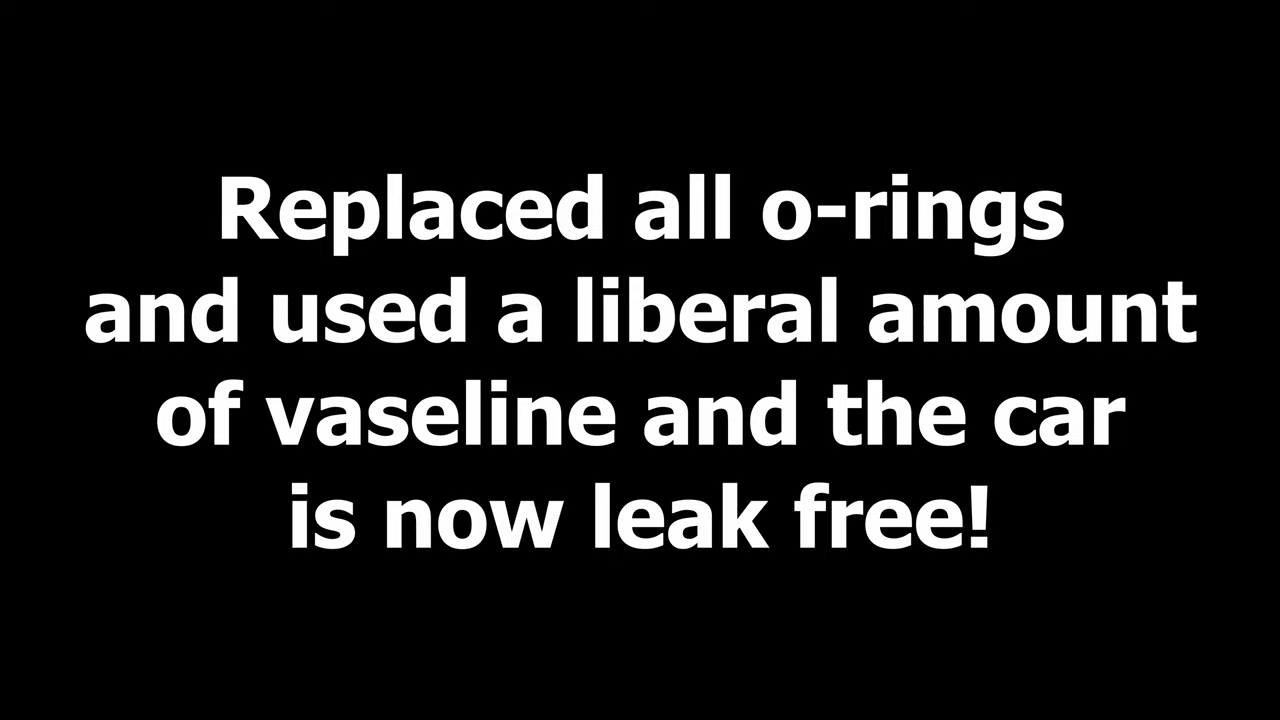 Replaced all o-rings
and used a liberal amount
of vaseline and the car
is now leak free!